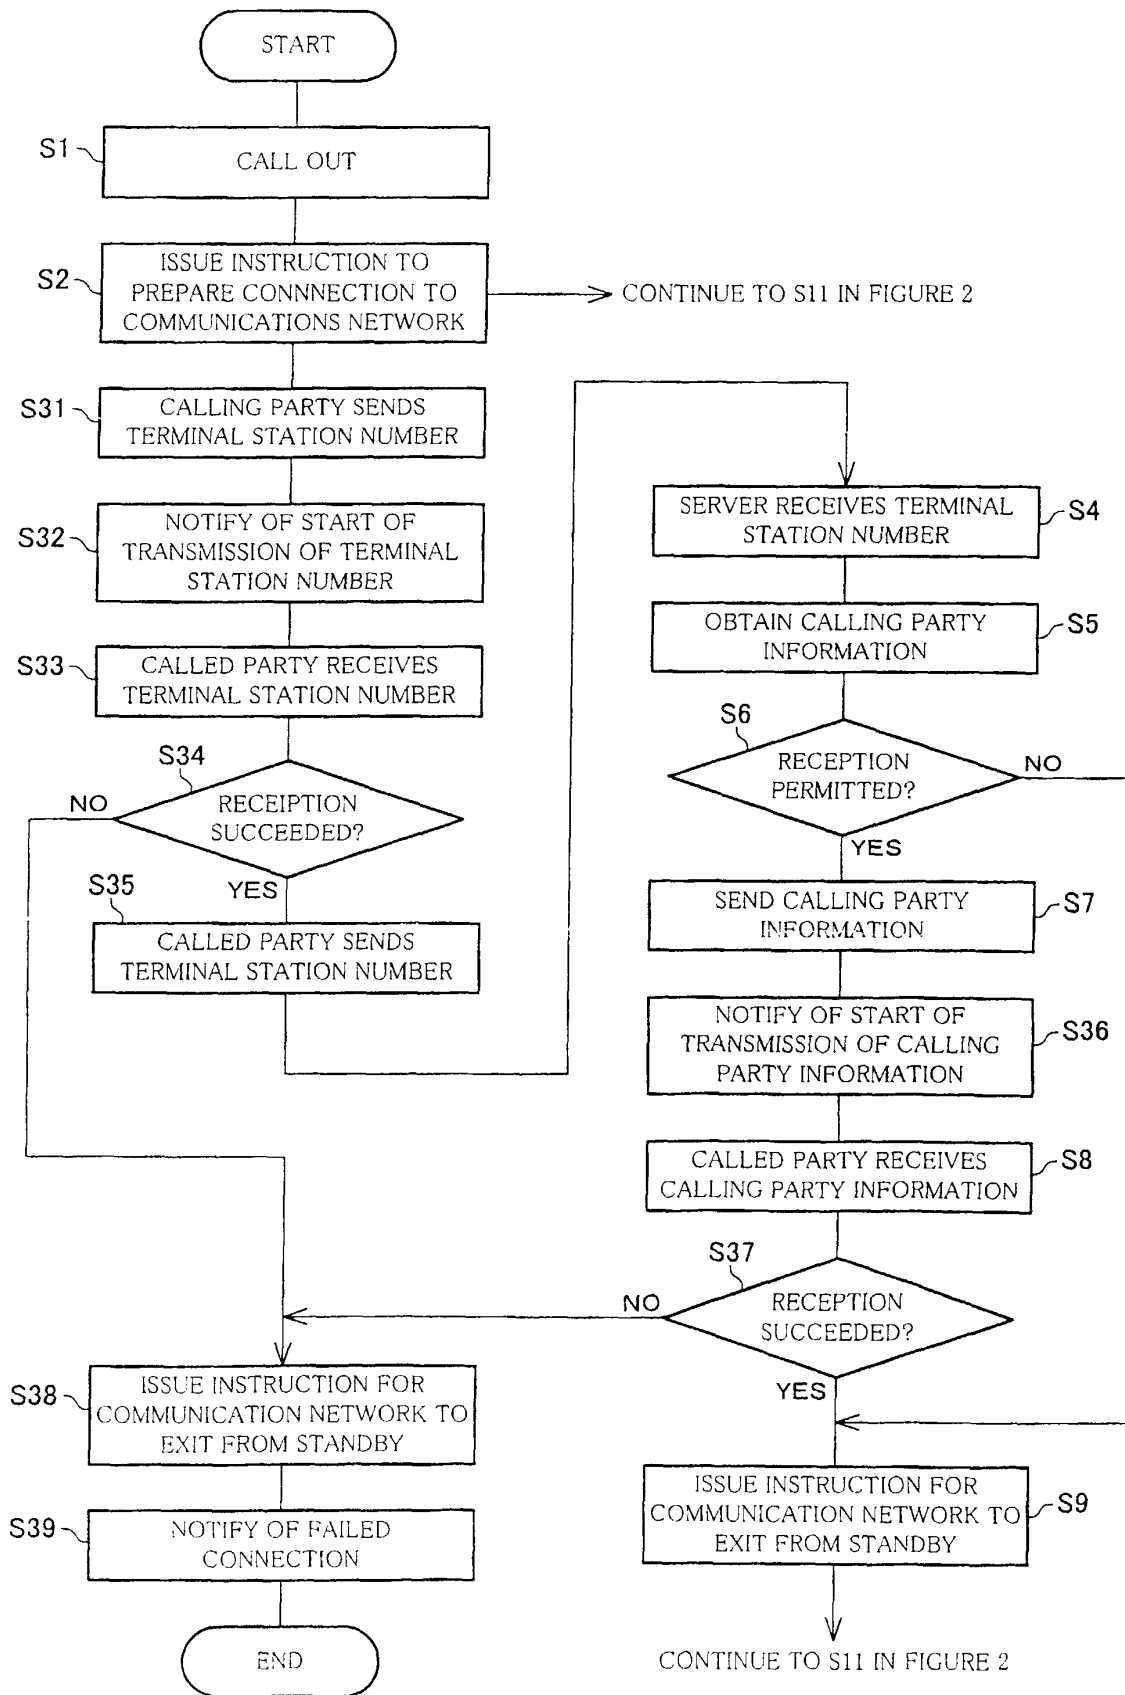 START
S1
CALL OUT
S2
ISSUE INSTRUCTION TO
PREPARE CONNNECTION TO
COMMUNICATIONS NETWORK
CONTINUE TO S11 IN FIGURE 2
S31
CALLING PARTY SENDS
TERMINAL STATION NUMBER
S32
NOTIFY OF START OF
TRANSMISSION OF TERMINAL
STATION NUMBER
S33
CALLED PARTY RECEIVES
TERMINAL STATION NUMBER
S34
RECEIPTION
SUCCEEDED?
NO
YES
S35
CALLED PARTY SENDS
TERMINAL STATION NUMBER
SERVER RECEIVES TERMINAL
STATION NUMBER
S4
OBTAIN CALLING PARTY
INFORMATION
S5
S6
RECEPTION
PERMITTED?
NO
YES
SEND CALLING PARTY
INFORMATION
S7
NOTIFY OF START OF
TRANSMISSION OF CALLING
PARTY INFORMATION
S36
CALLED PARTY RECEIVES
CALLING PARTY INFORMATION
S8
S37
RECEPTION
SUCCEEDED?
NO
YES
S38
ISSUE INSTRUCTION FOR
COMMUNICATION NETWORK TO
EXIT FROM STANDBY
S39
NOTIFY OF FAILED
CONNECTION
END
ISSUE INSTRUCTION FOR
COMMUNICATION NETWORK TO
EXIT FROM STANDBY
S9
CONTINUE TO S11 IN FIGURE 2